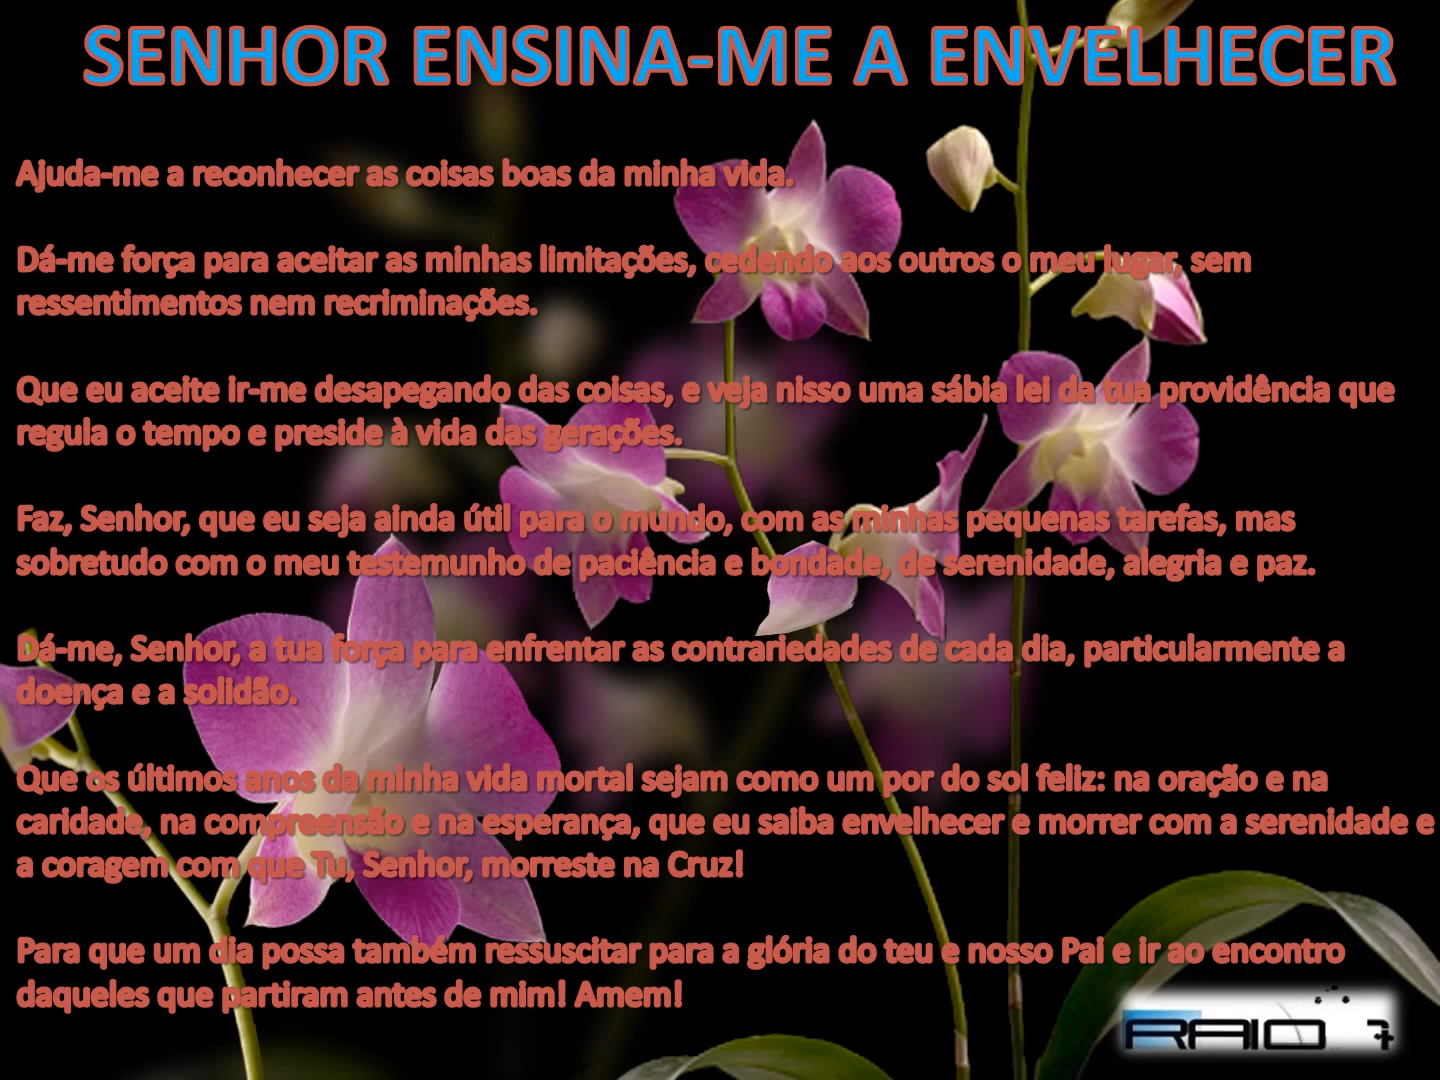 SENHOR ENSINA-ME A ENVELHECER
Ajuda-me a reconhecer as coisas boas da minha vida.
Dá-me força para aceitar as minhas limitações, cedendo aos outros o meu lugar, sem
ressentimentos nem recriminações.
Que eu aceite ir-me desapegando das coisas, e veja nisso uma sábia lei da tua providência que
regula o tempo e preside à vida das gerações.
Faz, Senhor, que eu seja ainda útil para o mundo, com as minhas pequenas tarefas, mas
sobretudo com o meu testemunho de paciência e bondade, de serenidade, alegria e paz.
Dá-me, Senhor, a tua força para enfrentar as contrariedades de cada dia, particularmente a
doença e a solidão.
Que os últimos anos da minha vida mortal sejam como um por do sol feliz: na oração e na
caridade, na compreensão e na esperança, que eu saiba envelhecer e morrer com a serenidade e
a coragem com que Tu, Senhor, morreste na Cruz!
Para que um dia possa também ressuscitar para a glória do teu e nosso Pai e ir ao encontro
daqueles que partiram antes de mim! Amem!
RAIO